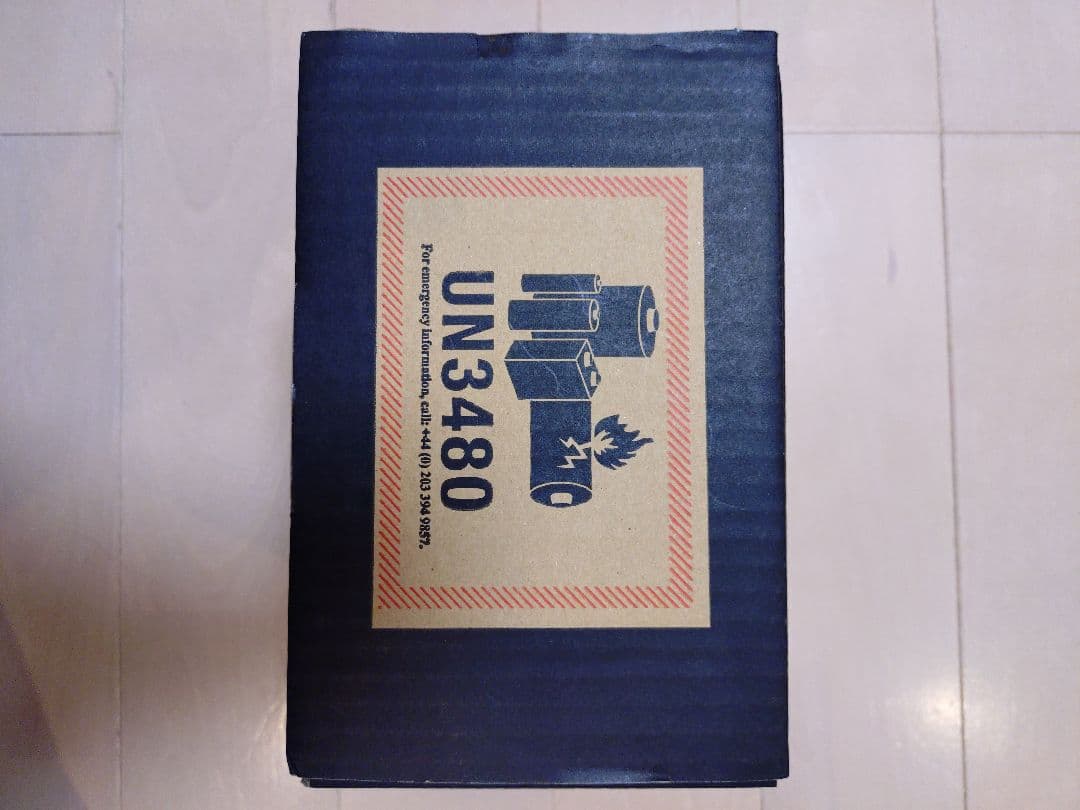 UN3480
For emergency information, call: +44 (0) 203 394 9857.